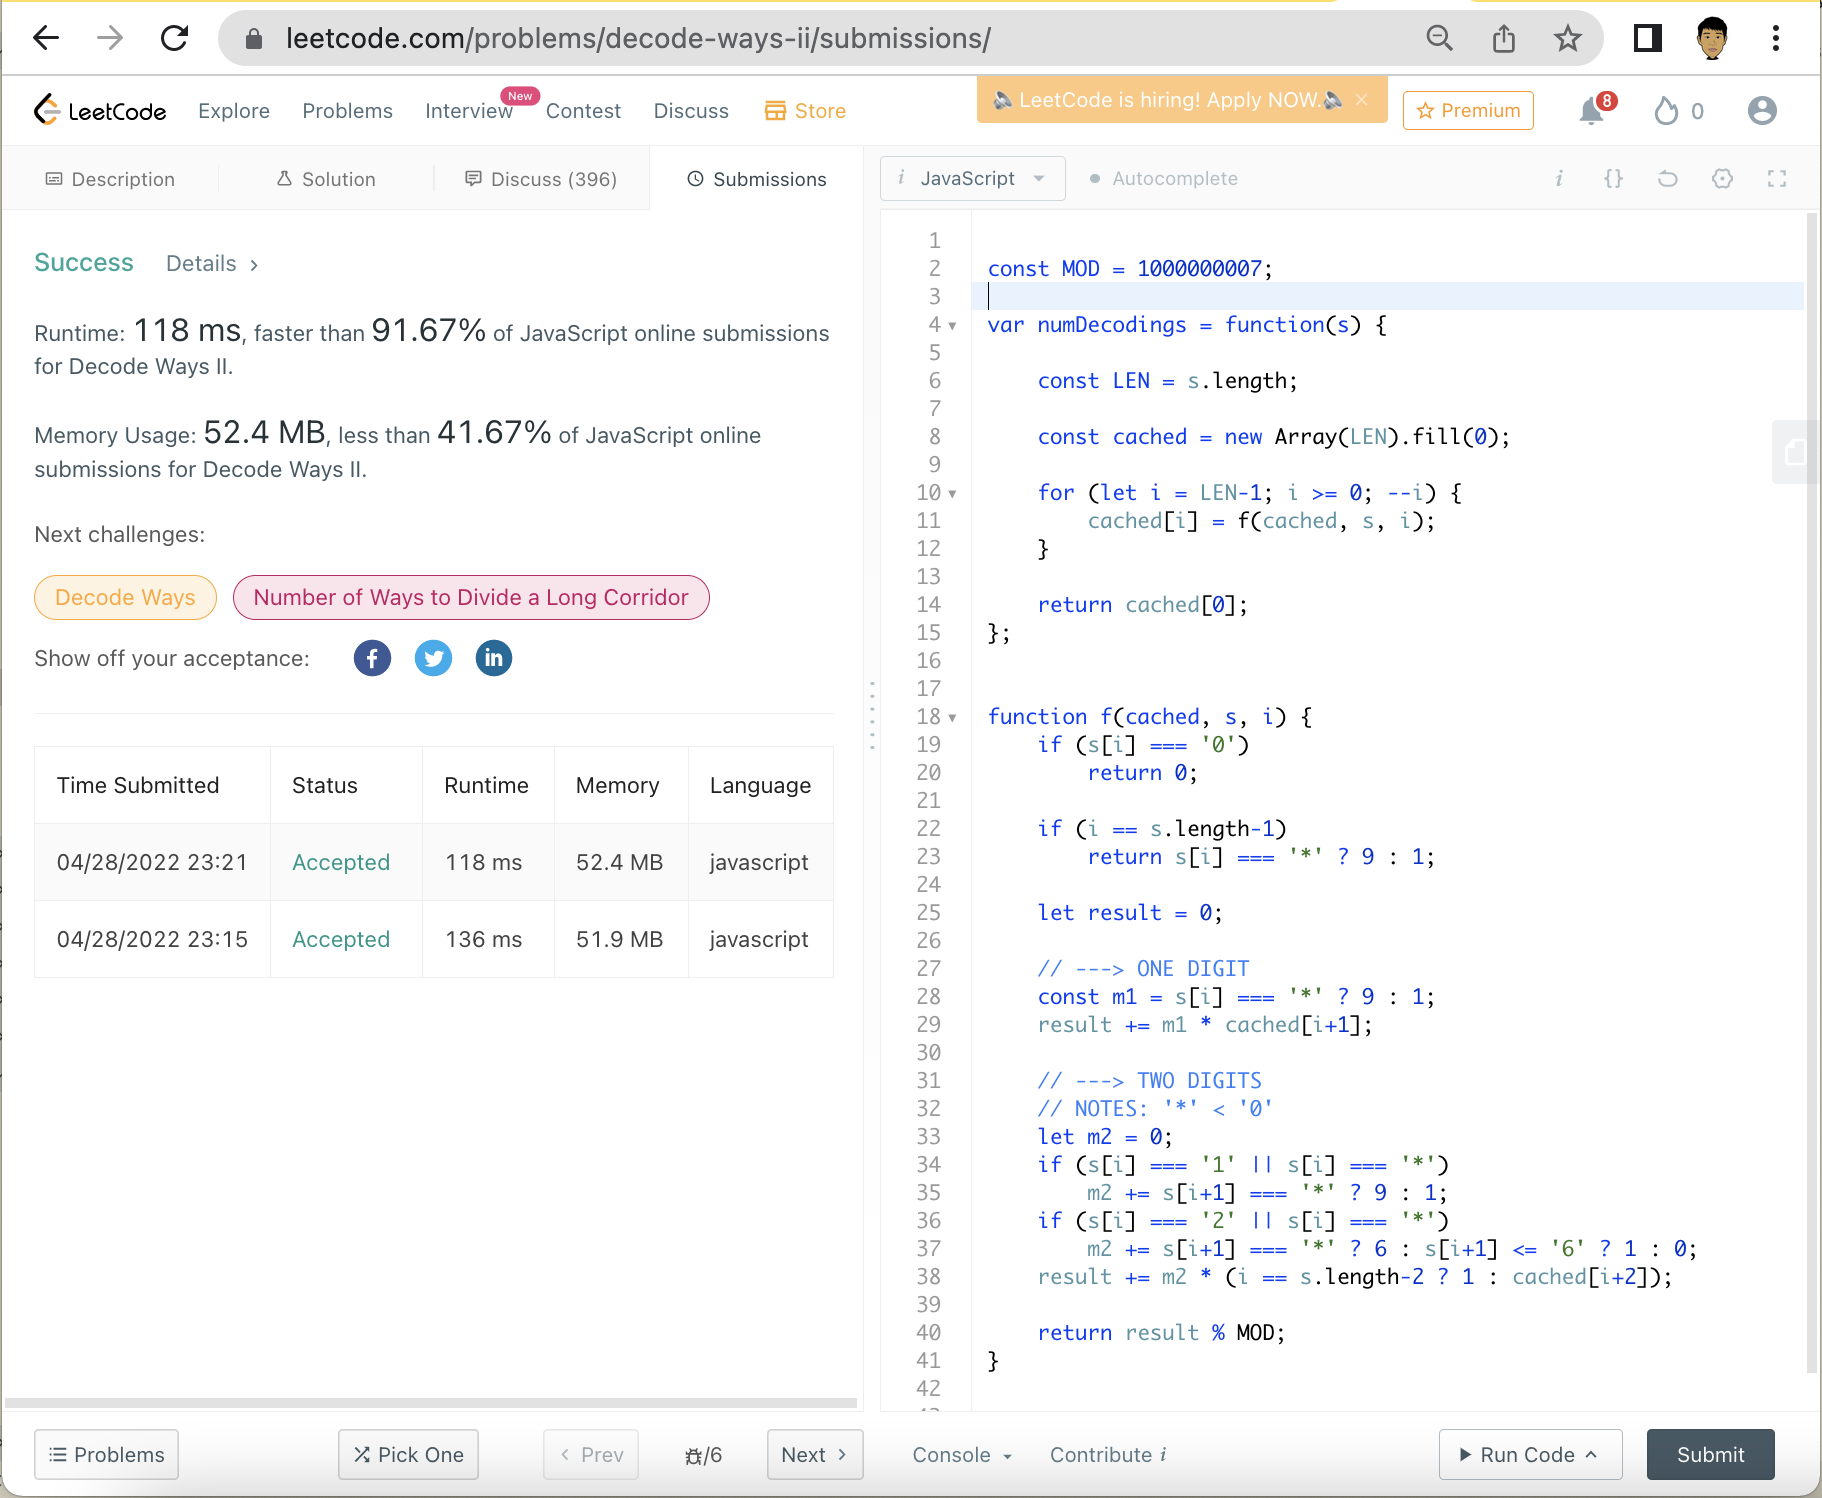 leetcode.com/problems/decode-ways-ii/submissions/
LeetCode Explore Problems Interview New Contest Discuss Store LeetCode is hiring! Apply NOW. × Premium 8 0
Description Solution Discuss (396) Submissions
Success Details >
Runtime: 118 ms, faster than 91.67% of JavaScript online submissions
for Decode Ways II.
Memory Usage: 52.4 MB, less than 41.67% of JavaScript online
submissions for Decode Ways II.
Next challenges:
Decode Ways Number of Ways to Divide a Long Corridor
Show off your acceptance: f in
Time Submitted Status Runtime Memory Language
04/28/2022 23:21 Accepted 118 ms 52.4 MB javascript
04/28/2022 23:15 Accepted 136 ms 51.9 MB javascript
i JavaScript Autocomplete i {}
1
2 const MOD = 1000000007;
3
4 var numDecodings = function(s) {
5
6 const LEN = s.length;
7
8 const cached = new Array(LEN).fill(0);
9
10 for (let i = LEN-1; i >= 0; --i) {
11 cached[i] = f(cached, s, i);
12 }
13
14 return cached[0];
15 };
16
17
18 function f(cached, s, i) {
19 if (s[i] === '0')
20 return 0;
21
22 if (i == s.length-1)
23 return s[i] === '*' ? 9 : 1;
24
25 let result = 0;
26
27 // ---> ONE DIGIT
28 const m1 = s[i] === '*' ? 9 : 1;
29 result += m1 * cached[i+1];
30
31 // ---> TWO DIGITS
32 // NOTES: '*' < '0'
33 let m2 = 0;
34 if (s[i] === '1' || s[i] === '*')
35 m2 += s[i+1] === '*' ? 9 : 1;
36 if (s[i] === '2' || s[i] === '*')
37 m2 += s[i+1] === '*' ? 6 : s[i+1] <= '6' ? 1 : 0;
38 result += m2 * (i == s.length-2 ? 1 : cached[i+2]);
39
40 return result % MOD;
41 }
42
Problems Pick One < Prev /6 Next > Console Contribute i Run Code Submit